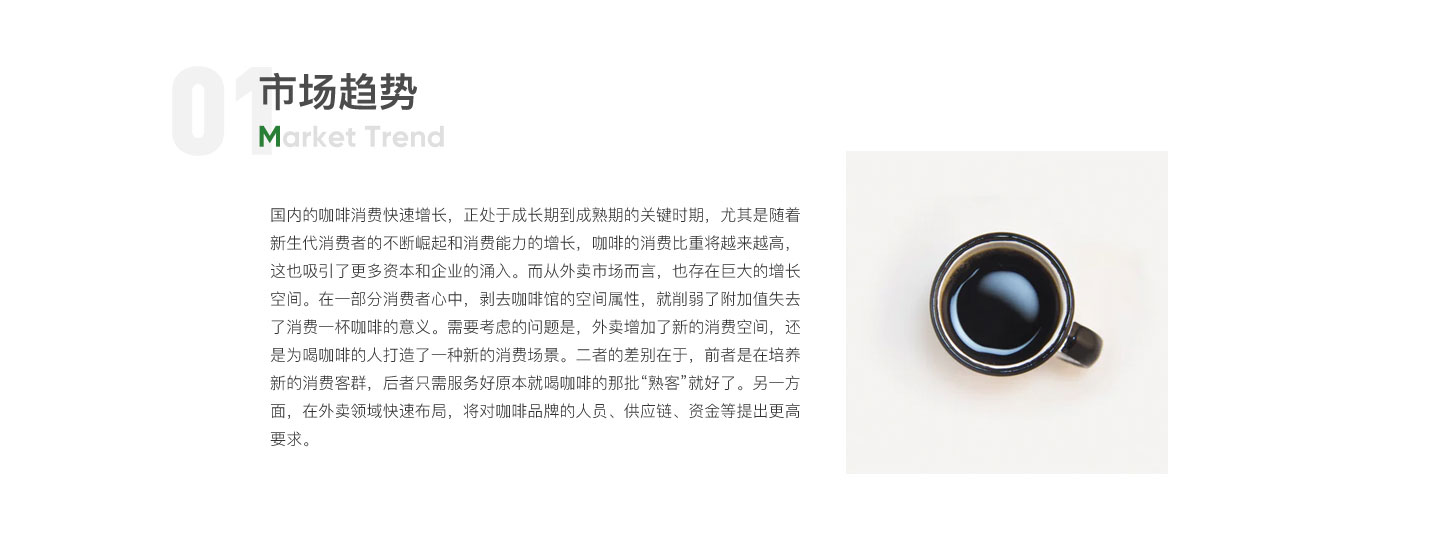 01
市场趋势
Market Trend
国内的咖啡消费快速增长，正处于成长期到成熟期的关键时期，尤其是随着
新生代消费者的不断崛起和消费能力的增长，咖啡的消费比重将越来越高，
这也吸引了更多资本和企业的涌入。而从外卖市场而言，也存在巨大的增长
空间。在一部分消费者心中，剥去咖啡馆的空间属性，就削弱了附加值失去
了消费一杯咖啡的意义。需要考虑的问题是，外卖增加了新的消费空间，还
是为喝咖啡的人打造了一种新的消费场景。二者的差别在于，前者是在培养
新的消费客群，后者只需服务好原本就喝咖啡的那批“熟客”就好了。另一方
面，在外卖领域快速布局，将对咖啡品牌的人员、供应链、资金等提出更高
要求。